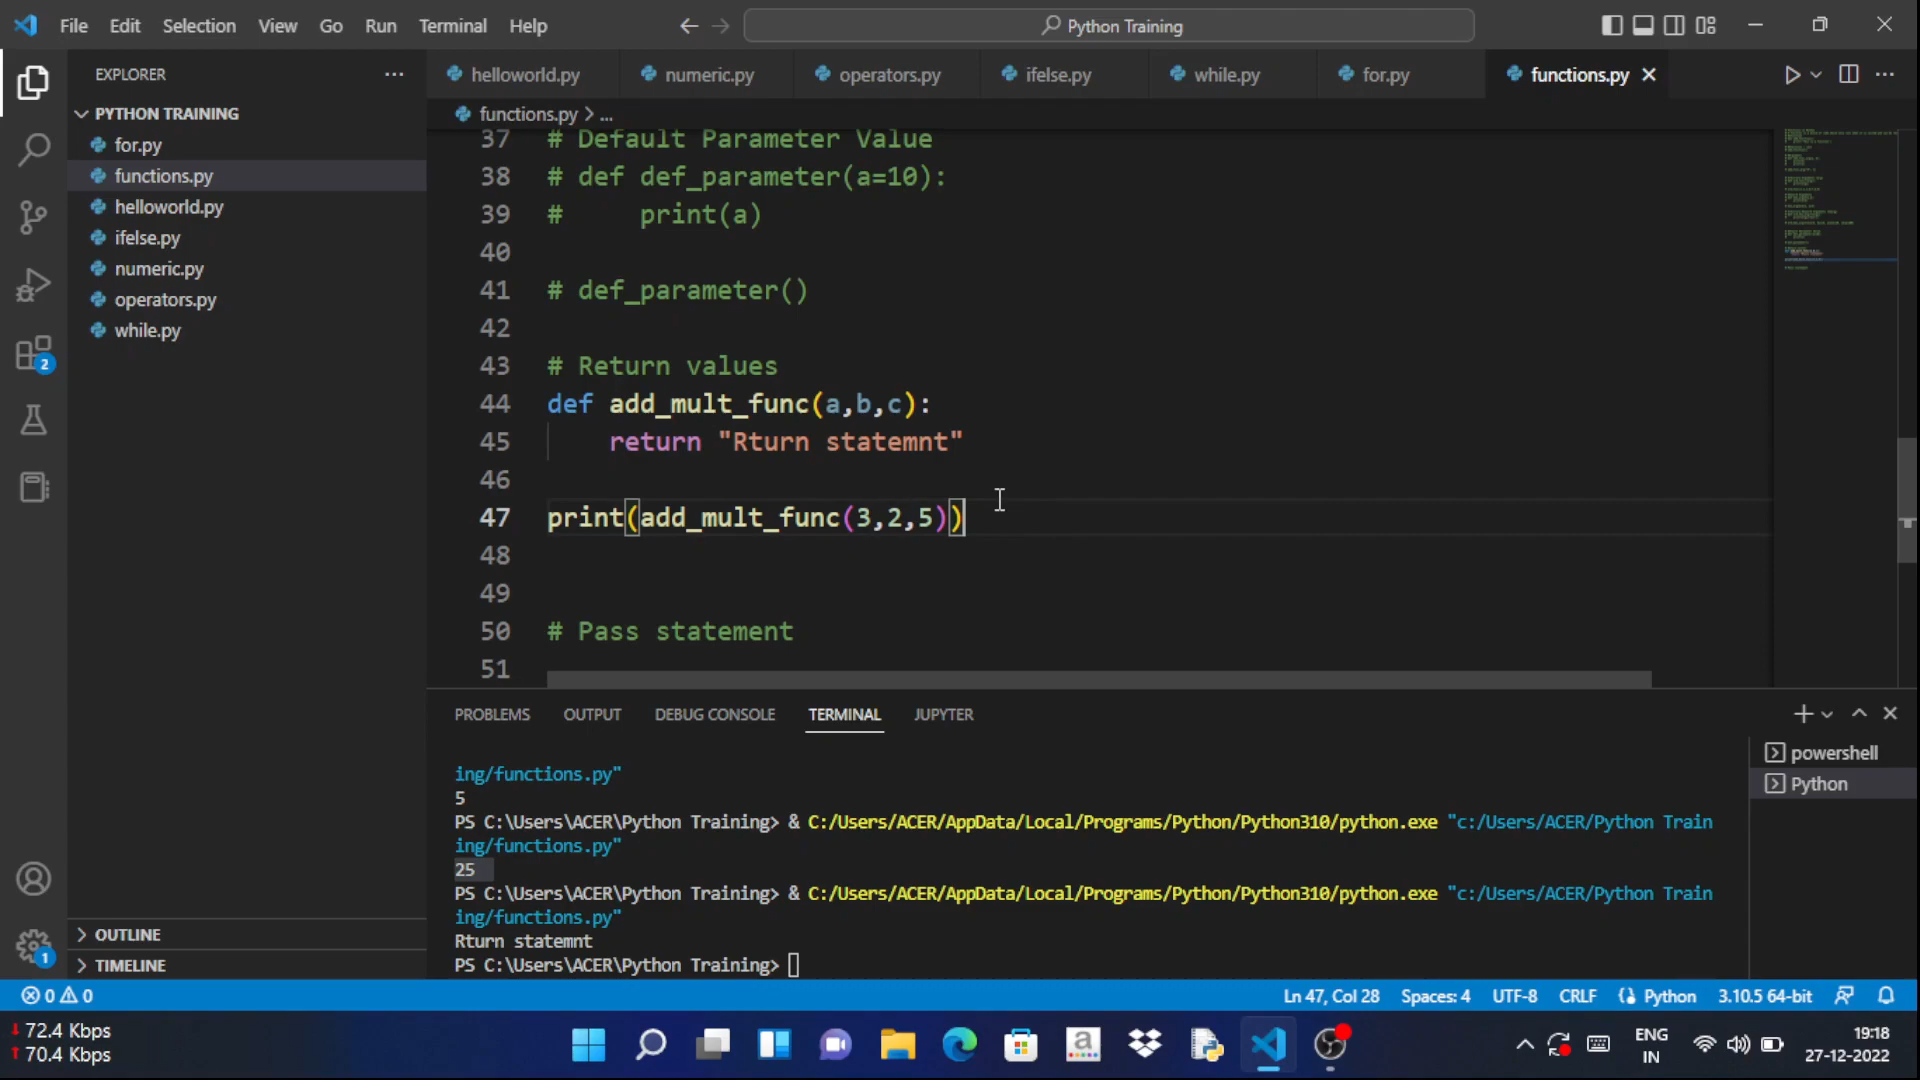 File Edit Selection View Go Run Terminal Help
Python Training
EXPLORER
PYTHON TRAINING
for.py
functions.py
helloworld.py
ifelse.py
numeric.py
operators.py
while.py
OUTLINE
TIMELINE
2
1
helloworld.py numeric.py operators.py ifelse.py while.py for.py functions.py
functions.py > ...
37 # Default Parameter Value
38 # def def_parameter(a=10):
39 #     print(a)
40
41 # def_parameter()
42
43 # Return values
44 def add_mult_func(a,b,c):
45     return "Rturn statemnt"
46
47 print(add_mult_func(3,2,5))
48
49
50 # Pass statement
51
PROBLEMS OUTPUT DEBUG CONSOLE TERMINAL JUPYTER
powershell
Python
ing/functions.py"
5
PS C:\Users\ACER\Python Training> & C:/Users/ACER/AppData/Local/Programs/Python/Python310/python.exe "c:/Users/ACER/Python Train
ing/functions.py"
25
PS C:\Users\ACER\Python Training> & C:/Users/ACER/AppData/Local/Programs/Python/Python310/python.exe "c:/Users/ACER/Python Train
ing/functions.py"
Rturn statemnt
PS C:\Users\ACER\Python Training>
0 0 Ln 47, Col 28 Spaces: 4 UTF-8 CRLF Python 3.10.5 64-bit
72.4 Kbps
70.4 Kbps
a
ENG
IN
19:18
27-12-2022